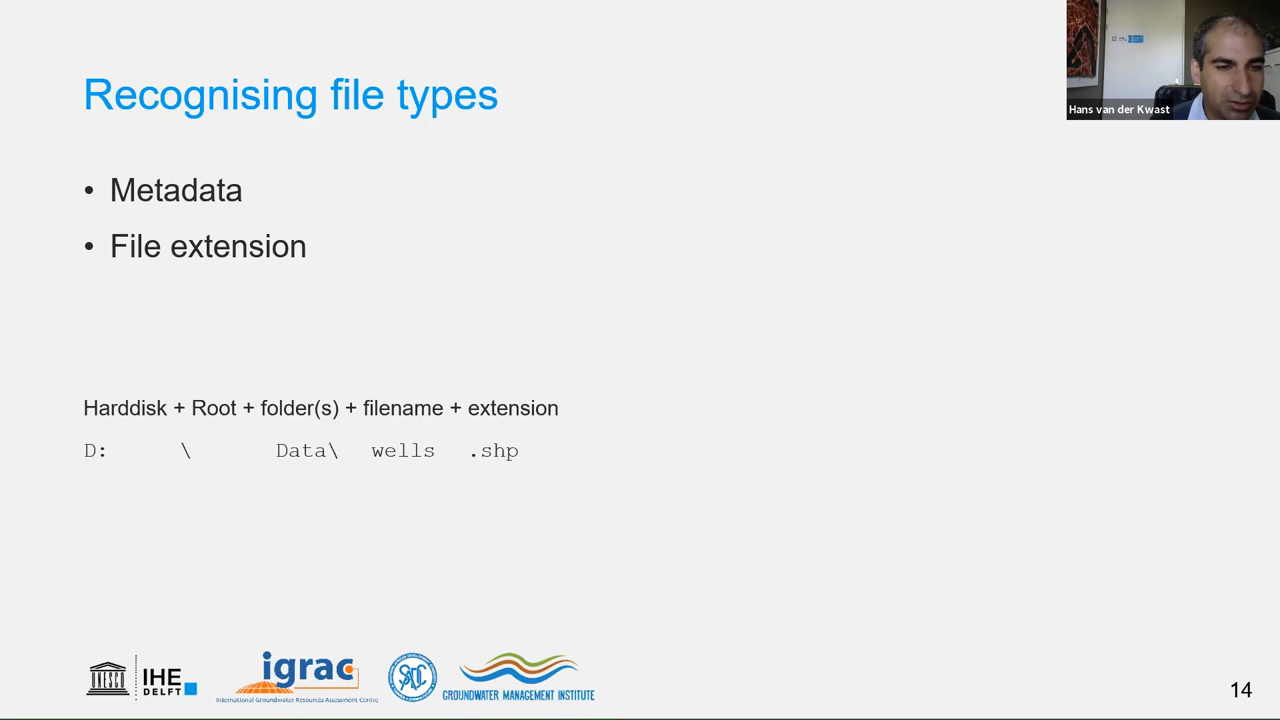 Recognising file types
Hans van der Kwast
• Metadata
• File extension
Harddisk + Root + folder(s) + filename + extension
D: \ Data\ wells .shp
UNESCO
IHE
DELFT
igrac
International Groundwater Resources Assessment Centre
GROUNDWATER MANAGEMENT INSTITUTE
14